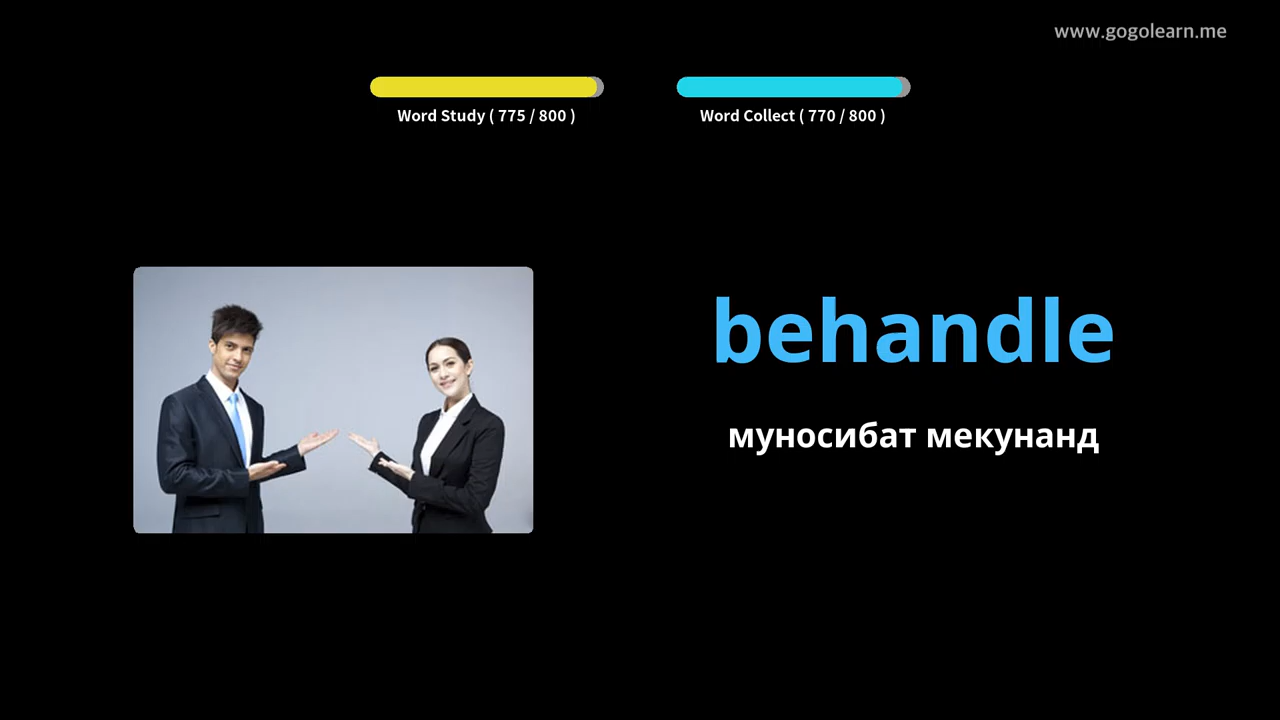 www.gogolearn.me
Word Study ( 775 / 800 )
Word Collect ( 770 / 800 )
behandle
муносибат мекунанд